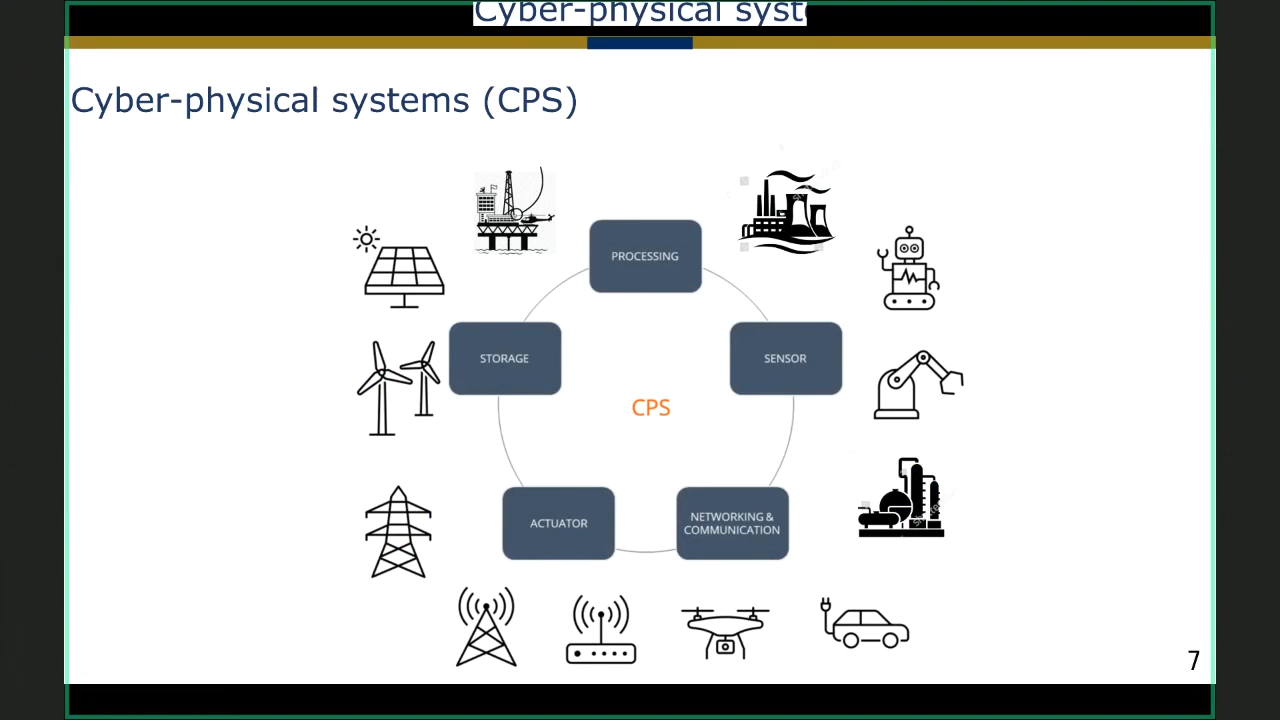 Cyber-physical syst
Cyber-physical systems (CPS)
PROCESSING
STORAGE
SENSOR
CPS
ACTUATOR
NETWORKING &
COMMUNICATION
7